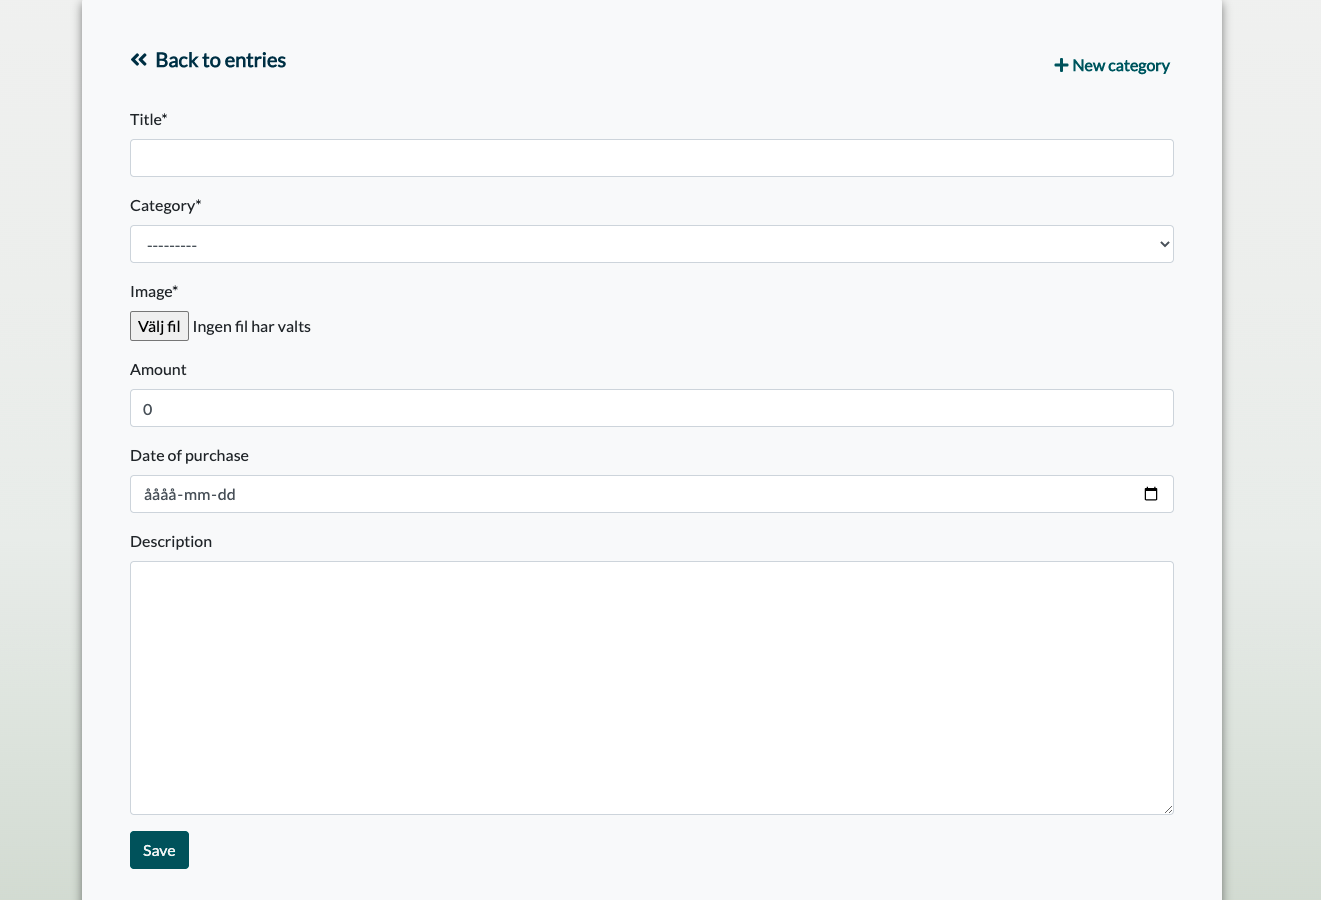 Back to entries
New category
Title*
Category*
---------
Image*
Välj fil Ingen fil har valts
Amount
0
Date of purchase
åååå-mm-dd
Description
Save